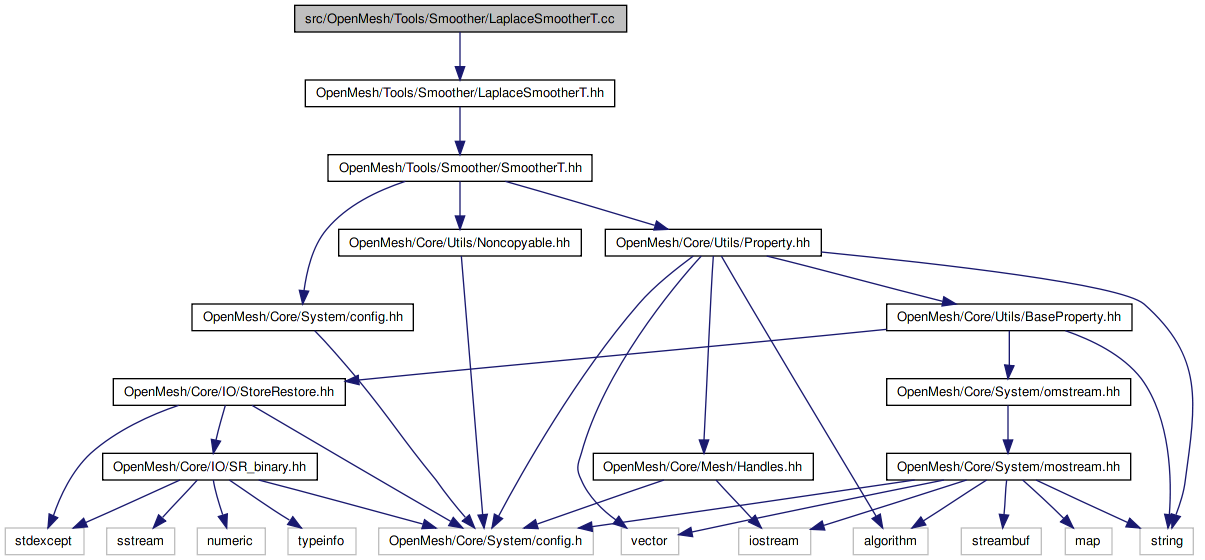 src/OpenMesh/Tools/Smoother/LaplaceSmootherT.cc
OpenMesh/Tools/Smoother/LaplaceSmootherT.hh
OpenMesh/Tools/Smoother/SmootherT.hh
OpenMesh/Core/Utils/Noncopyable.hh
OpenMesh/Core/Utils/Property.hh
OpenMesh/Core/System/config.hh
OpenMesh/Core/Utils/BaseProperty.hh
OpenMesh/Core/IO/StoreRestore.hh
OpenMesh/Core/System/omstream.hh
OpenMesh/Core/IO/SR_binary.hh
OpenMesh/Core/Mesh/Handles.hh
OpenMesh/Core/System/mostream.hh
stdexcept
sstream
numeric
typeinfo
OpenMesh/Core/System/config.h
vector
iostream
algorithm
streambuf
map
string